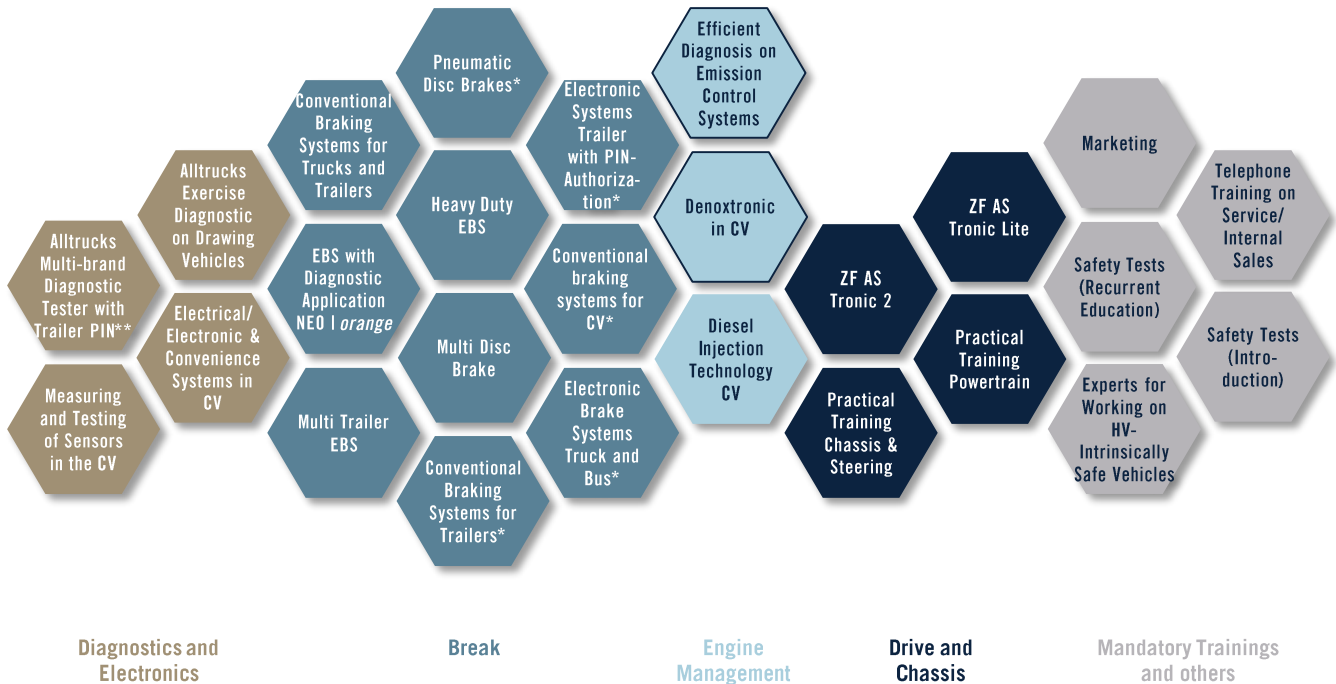 Alltrucks
Multi-brand
Diagnostic
Tester with
Trailer PIN**
Measuring
and Testing
of Sensors
in the CV
Alltrucks
Exercise
Diagnostic
on Drawing
Vehicles
Electrical/
Electronic &
Convenience
Systems in
CV
Conventional
Braking
Systems for
Trucks and
Trailers
EBS with
Diagnostic
Application
NEO | orange
Multi Trailer
EBS
Pneumatic
Disc Brakes*
Heavy Duty
EBS
Multi Disc
Brake
Conventional
Braking
Systems for
Trailers*
Electronic
Systems
Trailer
with PIN-
Authoriza-
tion*
Conventional
braking
systems for
CV*
Electronic
Brake
Systems
Truck and
Bus*
Efficient
Diagnosis on
Emission
Control
Systems
Denoxtronic
in CV
Diesel
Injection
Technology
CV
ZF AS
Tronic 2
Practical
Training
Chassis &
Steering
ZF AS
Tronic Lite
Practical
Training
Powertrain
Marketing
Safety Tests
(Recurrent
Education)
Experts for
Working on
HV-
Intrinsically
Safe Vehicles
Telephone
Training on
Service/
Internal
Sales
Safety Tests
(Intro-
duction)
Diagnostics and
Electronics
Break
Engine
Management
Drive and
Chassis
Mandatory Trainings
and others